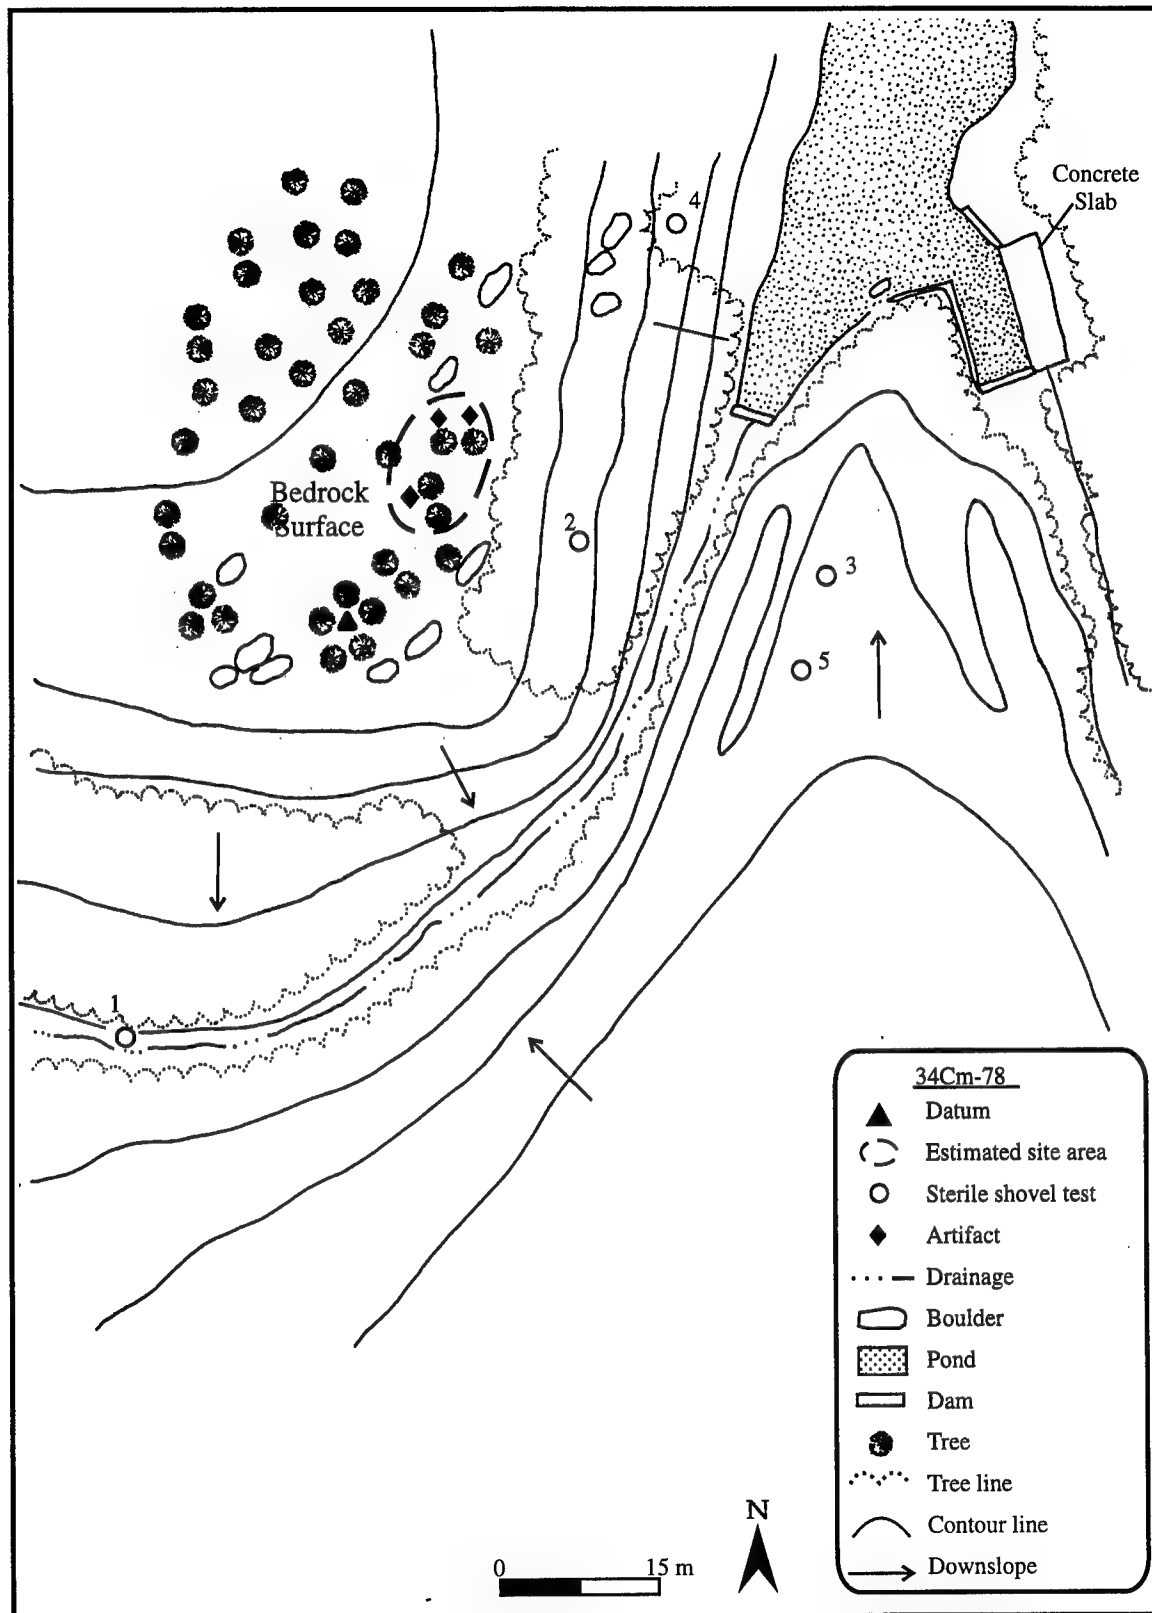 Concrete
Slab
4
Bedrock
Surface
2
3
5
1
34Cm-78
Datum
Estimated site area
Sterile shovel test
Artifact
Drainage
Boulder
Pond
Dam
Tree
Tree line
Contour line
Downslope
N
0 15 m